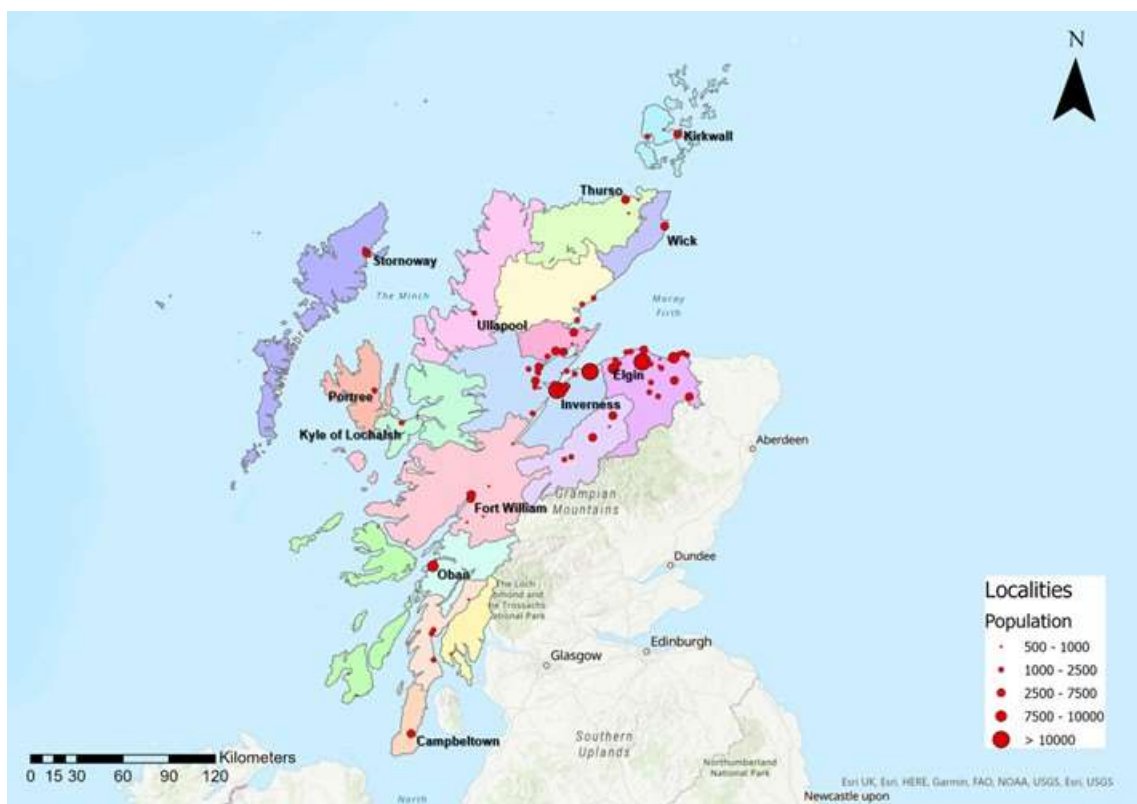 N
Kirkwall
Thurso
Wick
Stornoway
The Minch
Moray
Firth
Ullapool
Elgin
Portree
Inverness
Kyle of Lochalsh
Aberdeen
Grampian
Mountains
Fort William
Dundee
Oban
The Loch
Trossachs
National Park
Edinburgh
Glasgow
Campbeltown
Southern
Uplands
Northumberland
National Park
North
Newcastle upon
Localities
Population
500 - 1000
1000 - 2500
2500 - 7500
7500 - 10000
> 10000
Kilometers
0 15 30 60 90 120
Esri UK, Esri, HERE, Garmin, FAO, NOAA, USGS, Esri, USGS